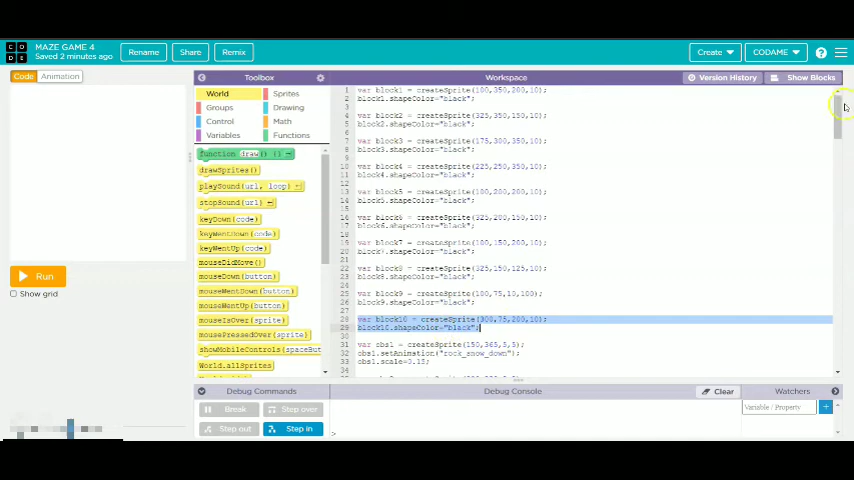 C O
D E
MAZE GAME 4
Saved 2 minutes ago
Rename
Share
Remix
Create
CODAME
?
Code Animation
Toolbox
Workspace
Version History
Show Blocks
World
Sprites
Groups
Drawing
Control
Math
Variables
Functions
function draw() {}
drawSprites()
playSound(url, loop)
stopSound(url)
keyDown(code)
keyWentDown(code)
keyWentUp(code)
mouseDidMove()
mouseDown(button)
mouseWentDown(button)
mouseWentUp(button)
mouseIsOver(sprite)
mousePressedOver(sprite)
showMobileControls(spaceBut
World.allSprites
1 var block1 = createSprite(100,350,200,10);
2 block1.shapeColor="black";
3
4 var block2 = createSprite(325,350,150,10);
5 block2.shapeColor="black";
6
7 var block3 = createSprite(175,300,350,10);
8 block3.shapeColor="black";
9
10 var block4 = createSprite(225,250,350,10);
11 block4.shapeColor="black";
12
13 var block5 = createSprite(100,200,200,10);
14 block5.shapeColor="black";
15
16 var block6 = createSprite(325,200,150,10);
17 block6.shapeColor="black";
18
19 var block7 = createSprite(100,150,200,10);
20 block7.shapeColor="black";
21
22 var block8 = createSprite(325,150,125,10);
23 block8.shapeColor="black";
24
25 var block9 = createSprite(100,75,10,100);
26 block9.shapeColor="black";
27
28 var block10 = createSprite(300,75,200,10);
29 block10.shapeColor="black";
30
31 var obs1 = createSprite(150,365,5,5);
32 obs1.setAnimation("rock_snow_down");
33 obs1.scale=0.15;
34
Run
Show grid
Debug Commands
Debug Console
Clear
Watchers
Break
Step over
Step out
Step in
Variable / Property
+
>